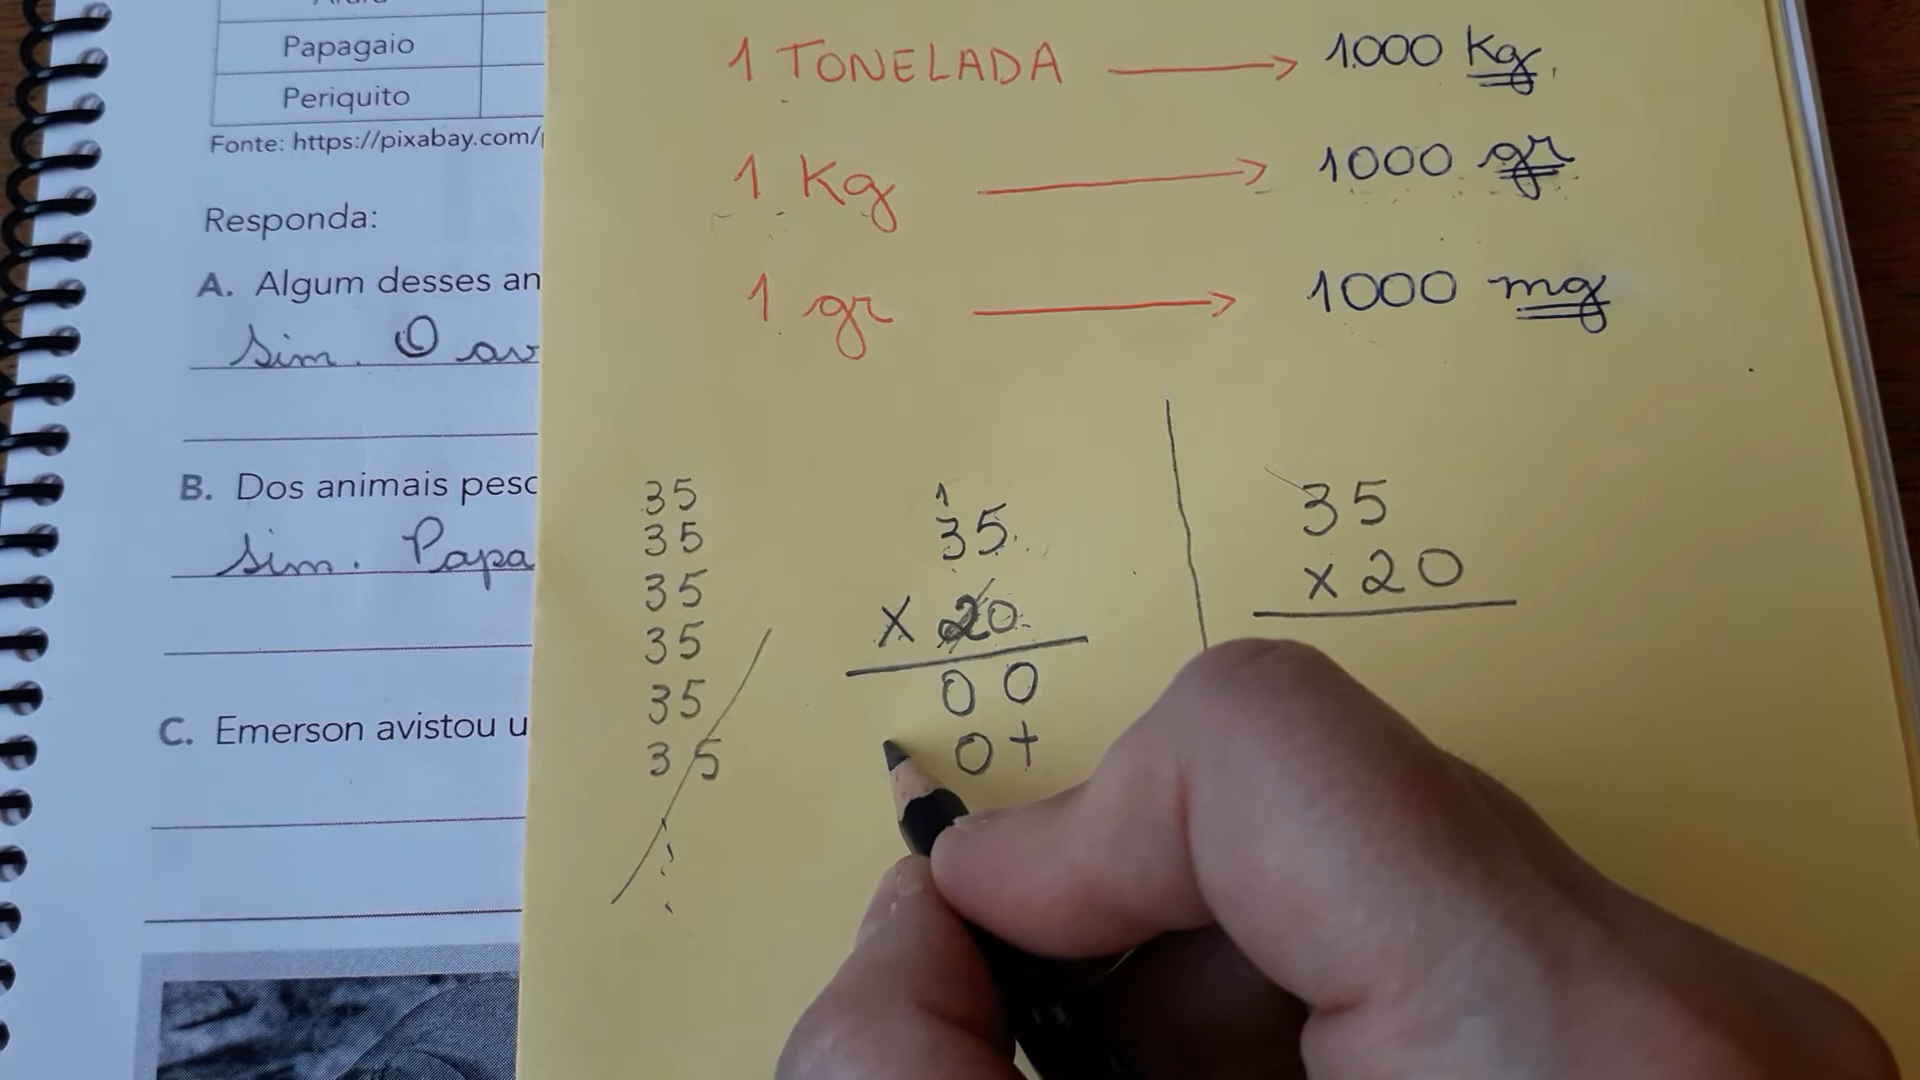 Papagaio
Periquito
Fonte: https://pixabay.com/
Responda:
A. Algum desses an
Sim. O av
B. Dos animais pesc
Sim. Papa
C. Emerson avistou u
1 TONELADA → 1.000 Kg.
1 Kg → 1000 gr
1 gr → 1000 mg
35
35
35
35
35
35
1
35
X 20
00
0+
35
x 20